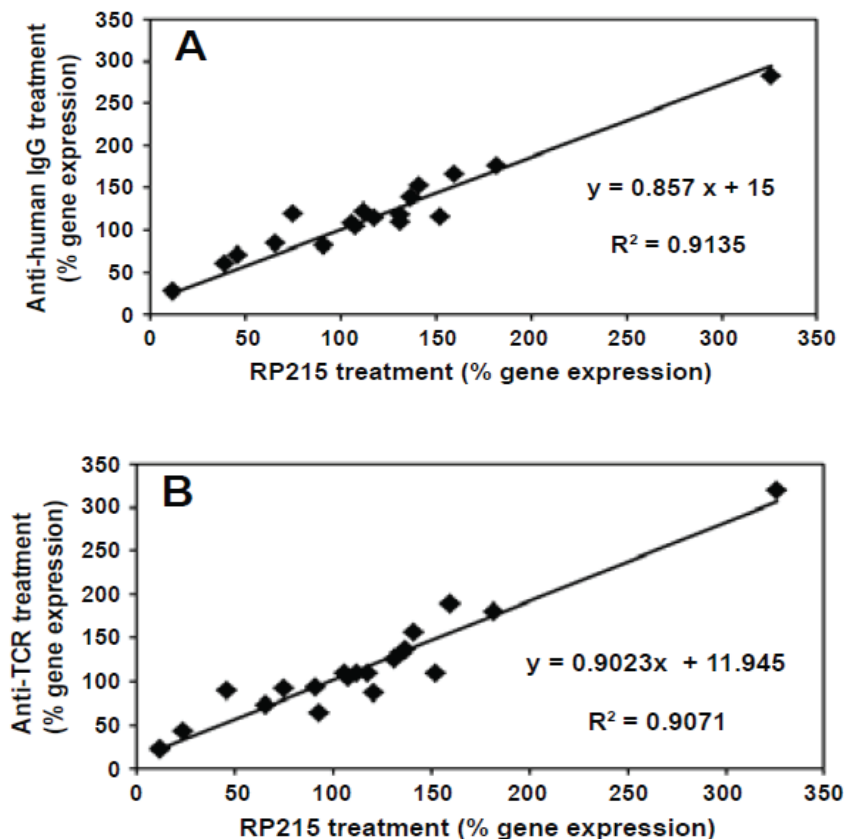 A
Anti-human IgG treatment
(% gene expression)
350
300
250
200
150
100
50
0
y = 0.857 x + 15
R² = 0.9135
0 50 100 150 200 250 300 350
RP215 treatment (% gene expression)
B
Anti-TCR treatment
(% gene expression)
350
300
250
200
150
100
50
0
y = 0.9023x + 11.945
R² = 0.9071
0 50 100 150 200 250 300 350
RP215 treatment (% gene expression)